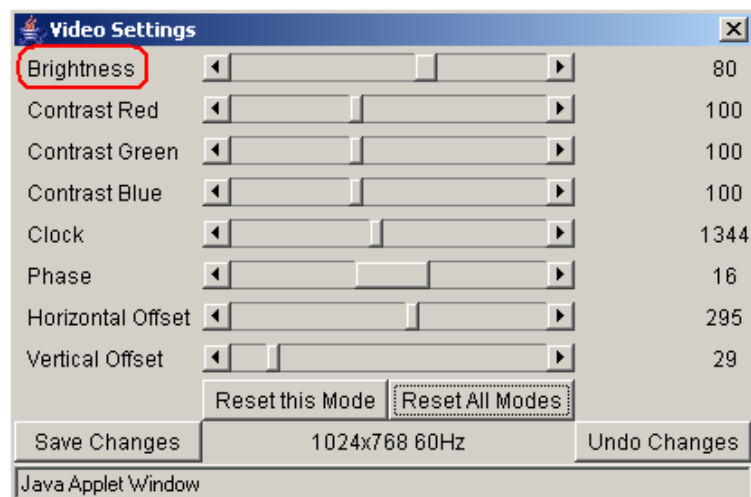 Video Settings
Brightness 80
Contrast Red 100
Contrast Green 100
Contrast Blue 100
Clock 1344
Phase 16
Horizontal Offset 295
Vertical Offset 29
Reset this Mode Reset All Modes
Save Changes 1024x768 60Hz Undo Changes
Java Applet Window